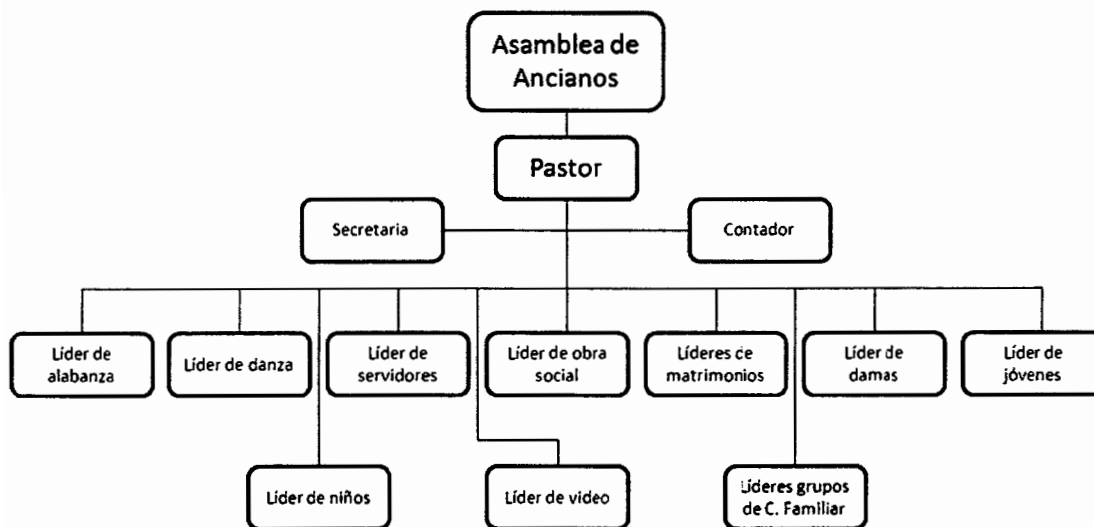 Asamblea de
Ancianos
Pastor
Secretaria
Contador
Líder de
alabanza
Líder de danza
Líder de
servidores
Líder de obra
social
Líderes de
matrimonios
Líder de
damas
Líder de
jóvenes
Líder de niños
Líder de video
Líderes grupos
de C. Familiar